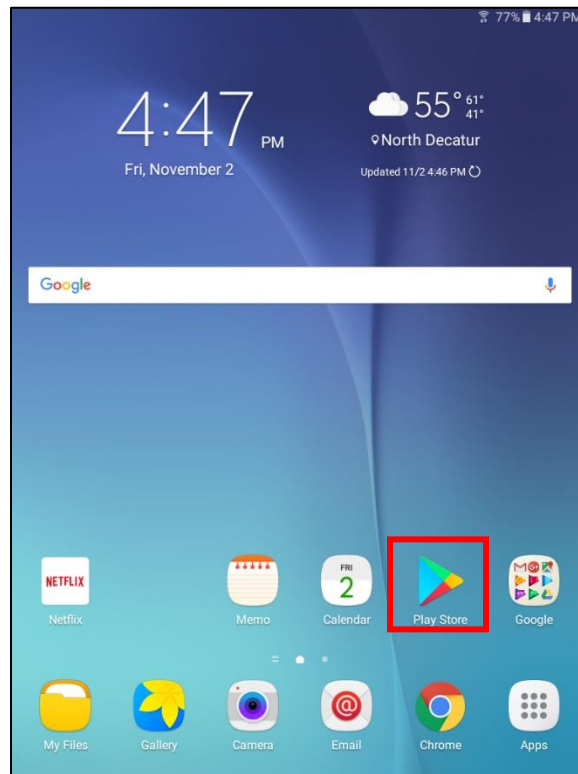 77% 4:47 PM
4:47 PM
55° 61°
41°
North Decatur
Fri, November 2
Updated 11/2 4:46 PM
Google
NETFLIX
FRI
2
Netflix
Memo
Calendar
Play Store
Google
My Files
Gallery
Camera
Email
Chrome
Apps